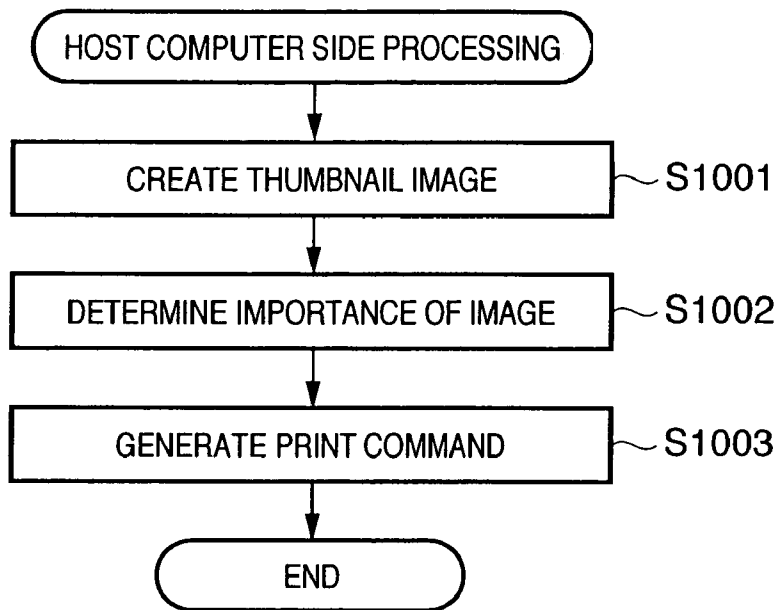 HOST COMPUTER SIDE PROCESSING
CREATE THUMBNAIL IMAGE
S1001
DETERMINE IMPORTANCE OF IMAGE
S1002
GENERATE PRINT COMMAND
S1003
END